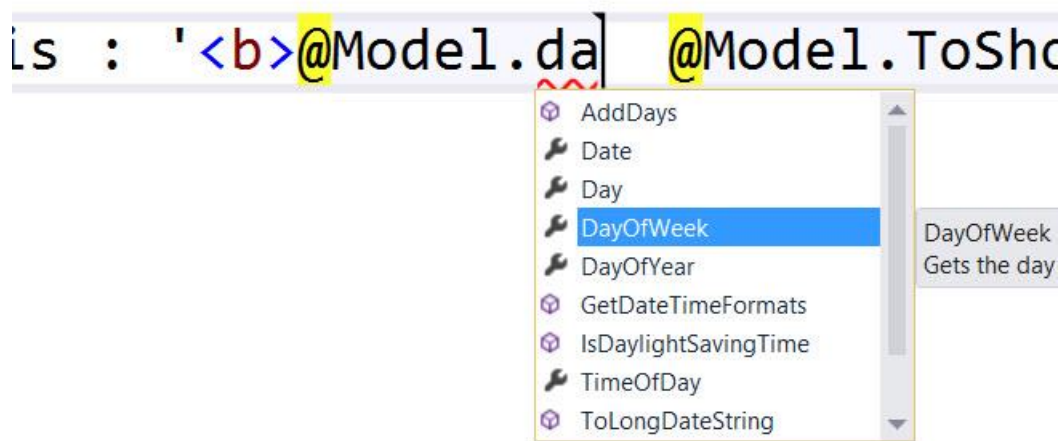 is : '<b>@Model.da @Model.ToSho
AddDays
Date
Day
DayOfWeek
DayOfYear
GetDateTimeFormats
IsDaylightSavingTime
TimeOfDay
ToLongDateString
DayOfWeek
Gets the day